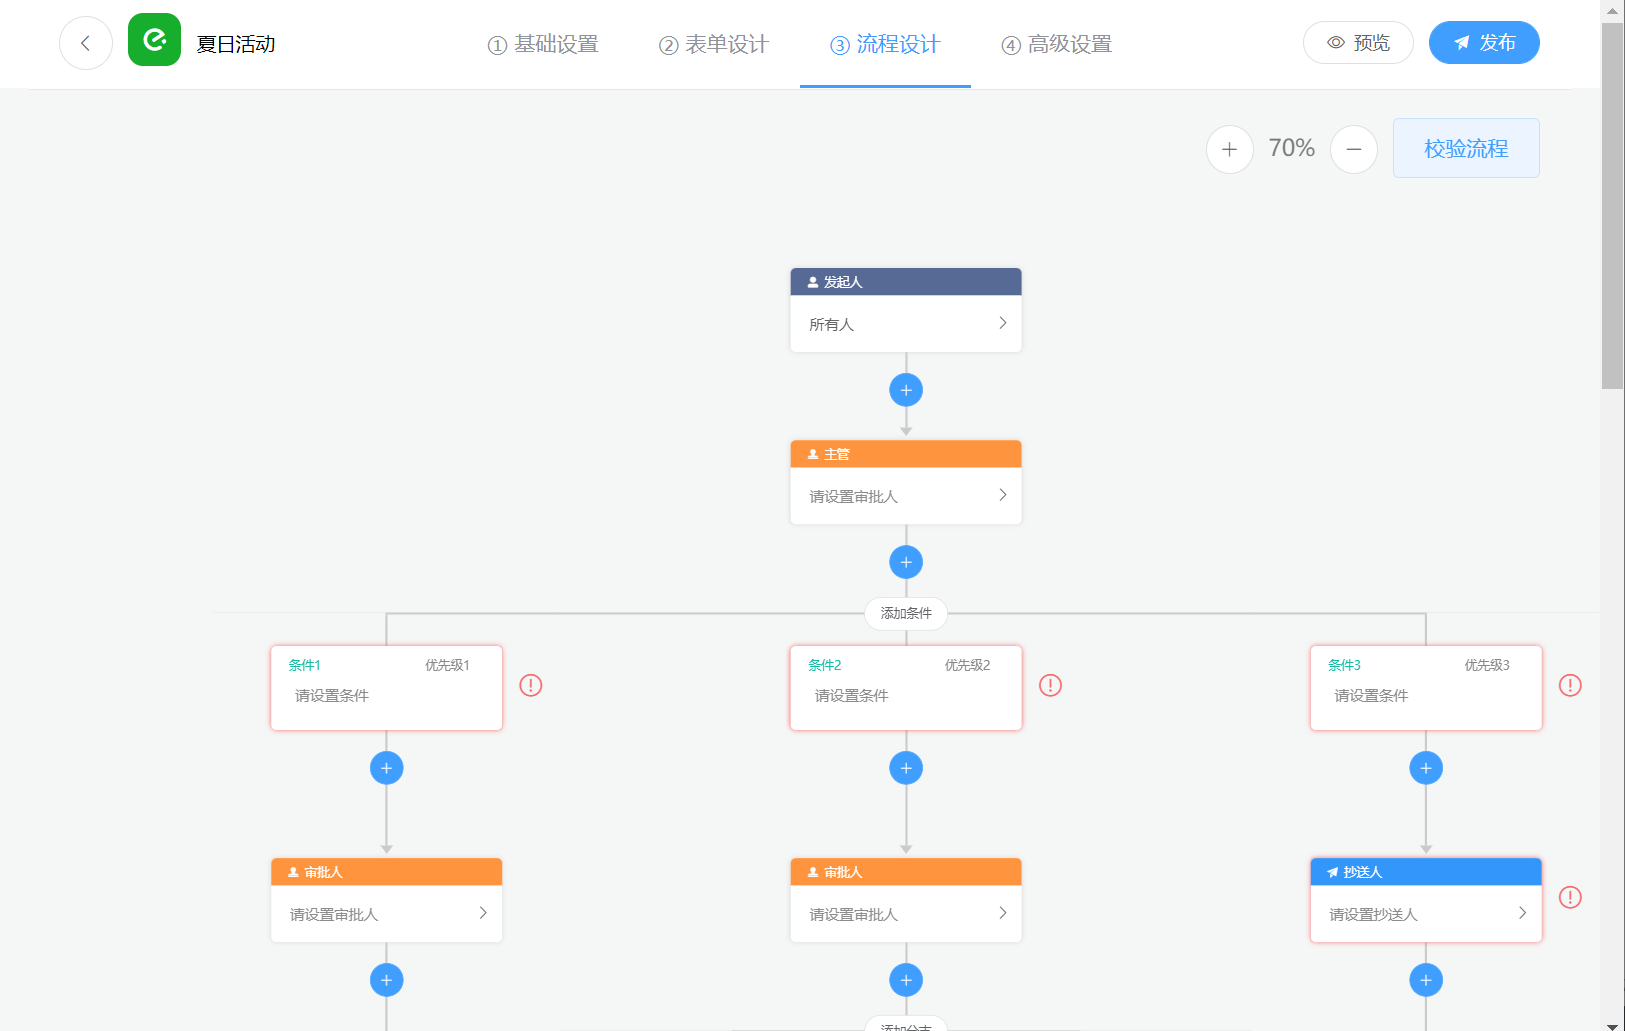 夏日活动
① 基础设置
② 表单设计
③ 流程设计
④ 高级设置
预览
发布
70%
校验流程
发起人
所有人
主管
请设置审批人
添加条件
条件1 优先级1
请设置条件
条件2 优先级2
请设置条件
条件3 优先级3
请设置条件
审批人
请设置审批人
审批人
请设置审批人
抄送人
请设置抄送人
添加分支